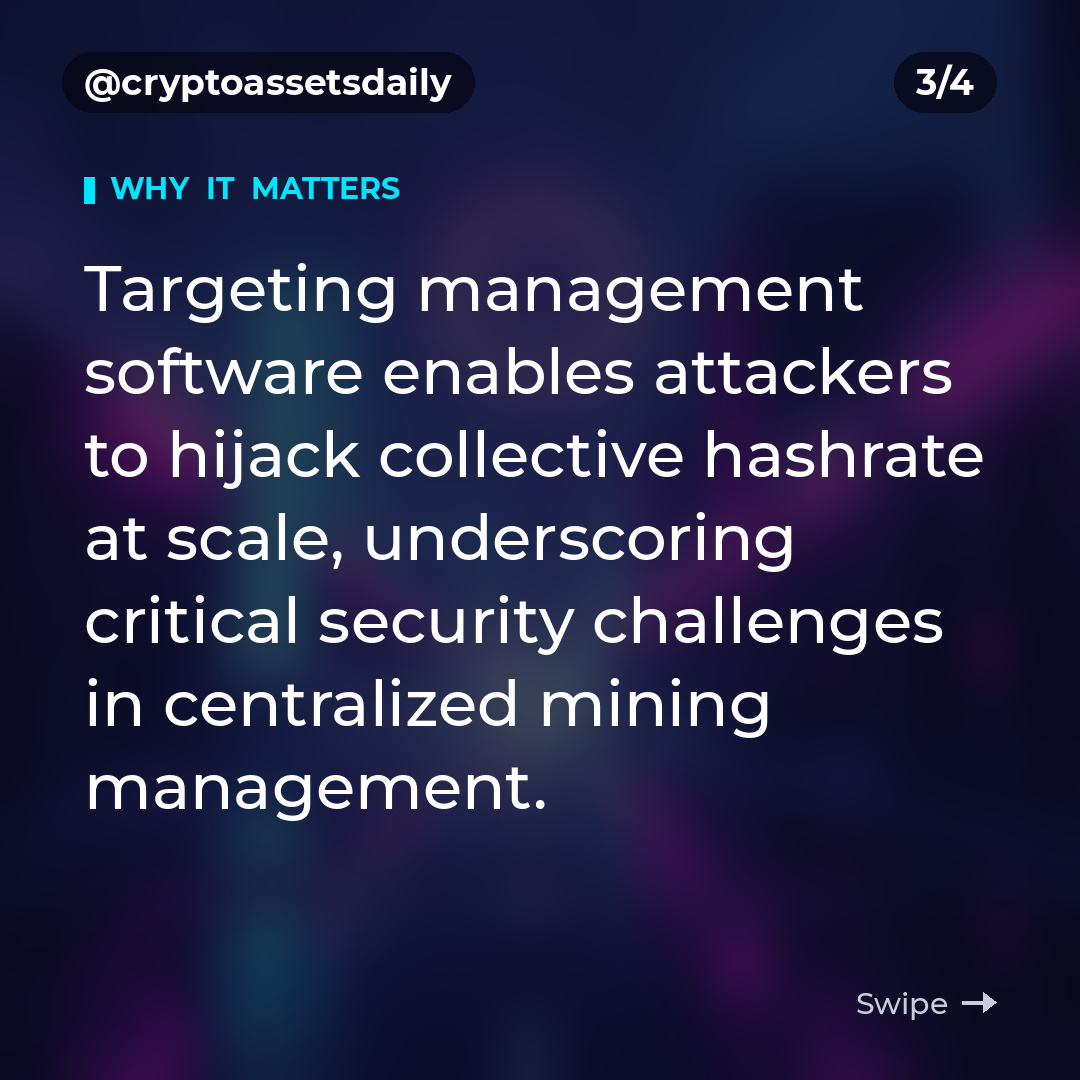 @cryptoassetsdaily
3/4
WHY IT MATTERS
Targeting management
software enables attackers
to hijack collective hashrate
at scale, underscoring
critical security challenges
in centralized mining
management.
Swipe →